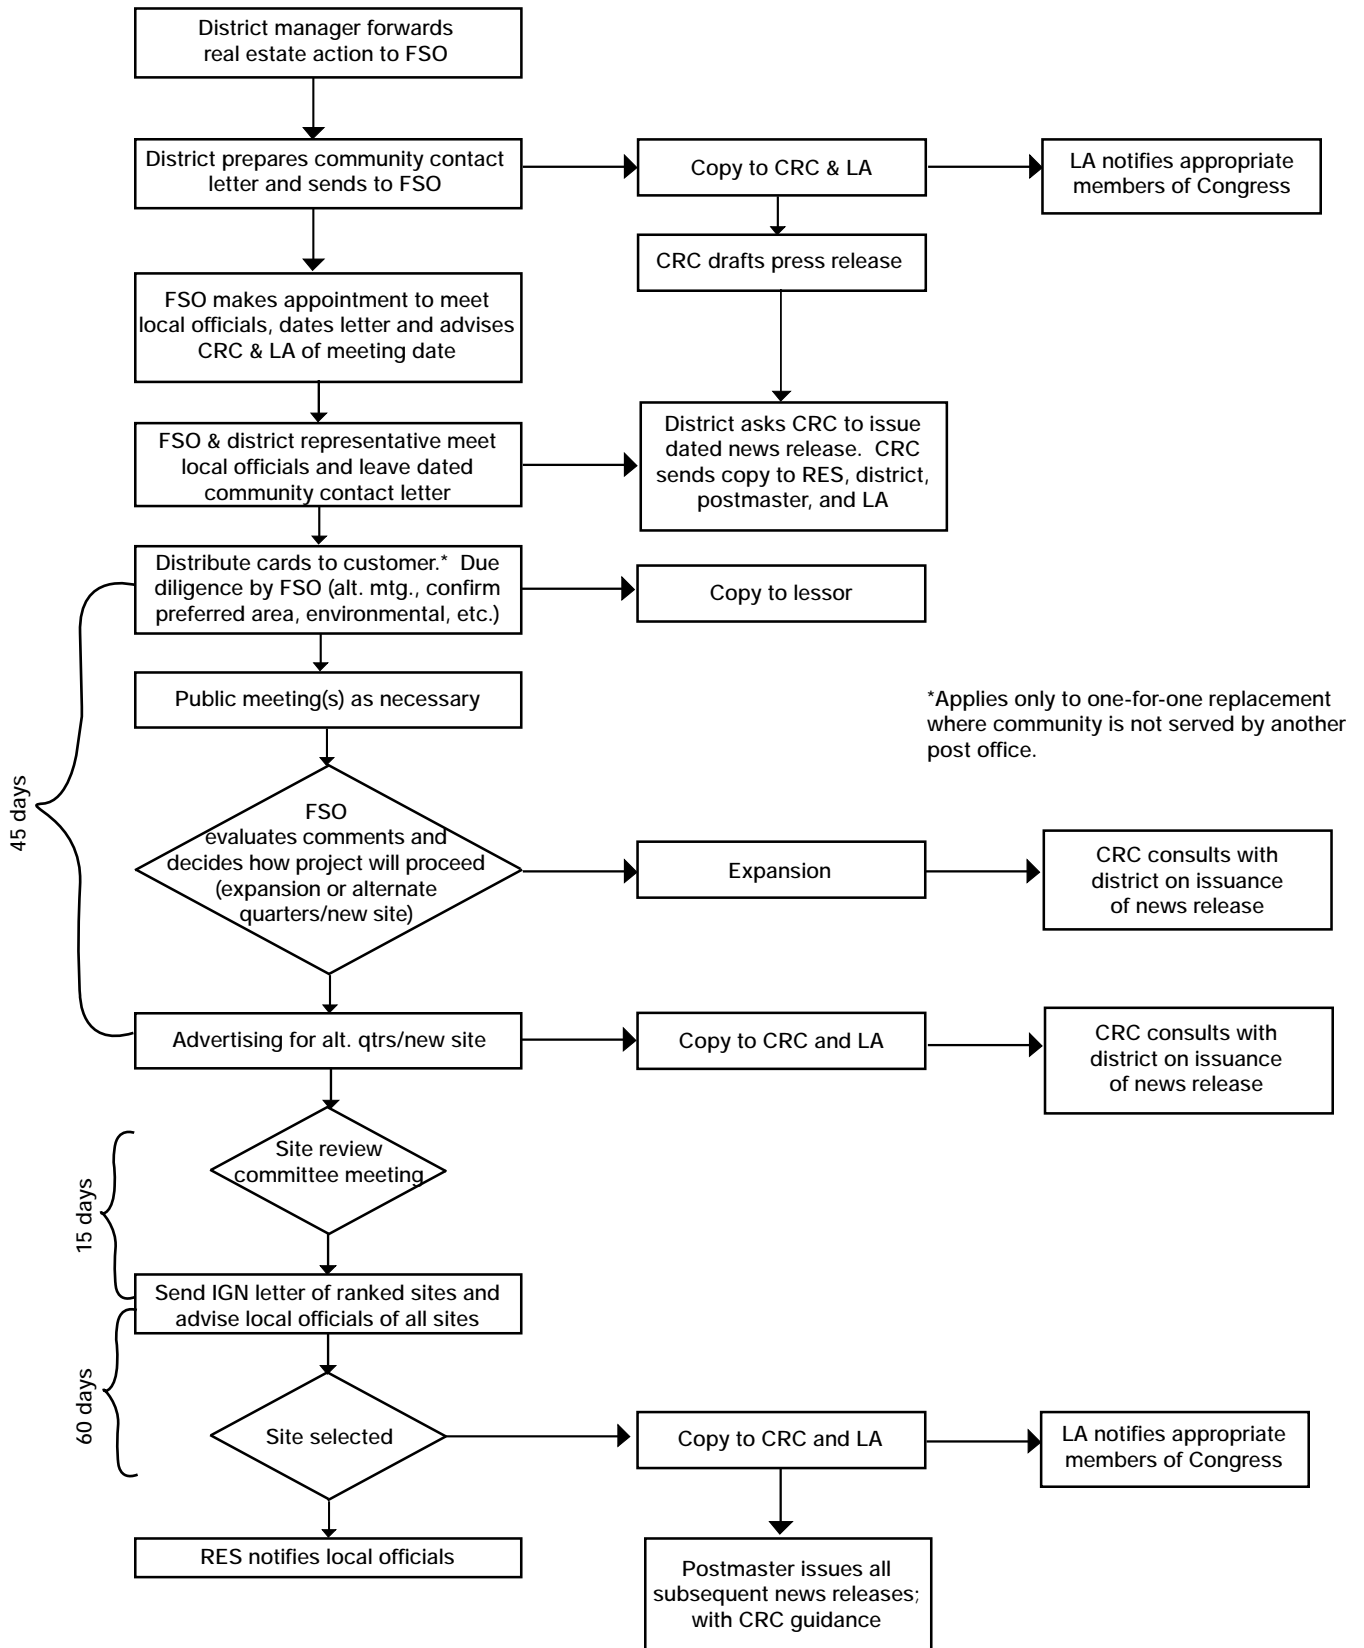 District manager forwards
real estate action to FSO
District prepares community contact
letter and sends to FSO
Copy to CRC & LA
LA notifies appropriate
members of Congress
CRC drafts press release
FSO makes appointment to meet
local officials, dates letter and advises
CRC & LA of meeting date
FSO & district representative meet
local officials and leave dated
community contact letter
District asks CRC to issue
dated news release. CRC
sends copy to RES, district,
postmaster, and LA
Distribute cards to customer.* Due
diligence by FSO (alt. mtg., confirm
preferred area, environmental, etc.)
Copy to lessor
Public meeting(s) as necessary
*Applies only to one-for-one replacement
where community is not served by another
post office.
45 days
FSO
evaluates comments and
decides how project will proceed
(expansion or alternate
quarters/new site)
Expansion
CRC consults with
district on issuance
of news release
Advertising for alt. qtrs/new site
Copy to CRC and LA
CRC consults with
district on issuance
of news release
Site review
committee meeting
15 days
Send IGN letter of ranked sites and
advise local officials of all sites
60 days
Site selected
Copy to CRC and LA
LA notifies appropriate
members of Congress
RES notifies local officials
Postmaster issues all
subsequent news releases;
with CRC guidance